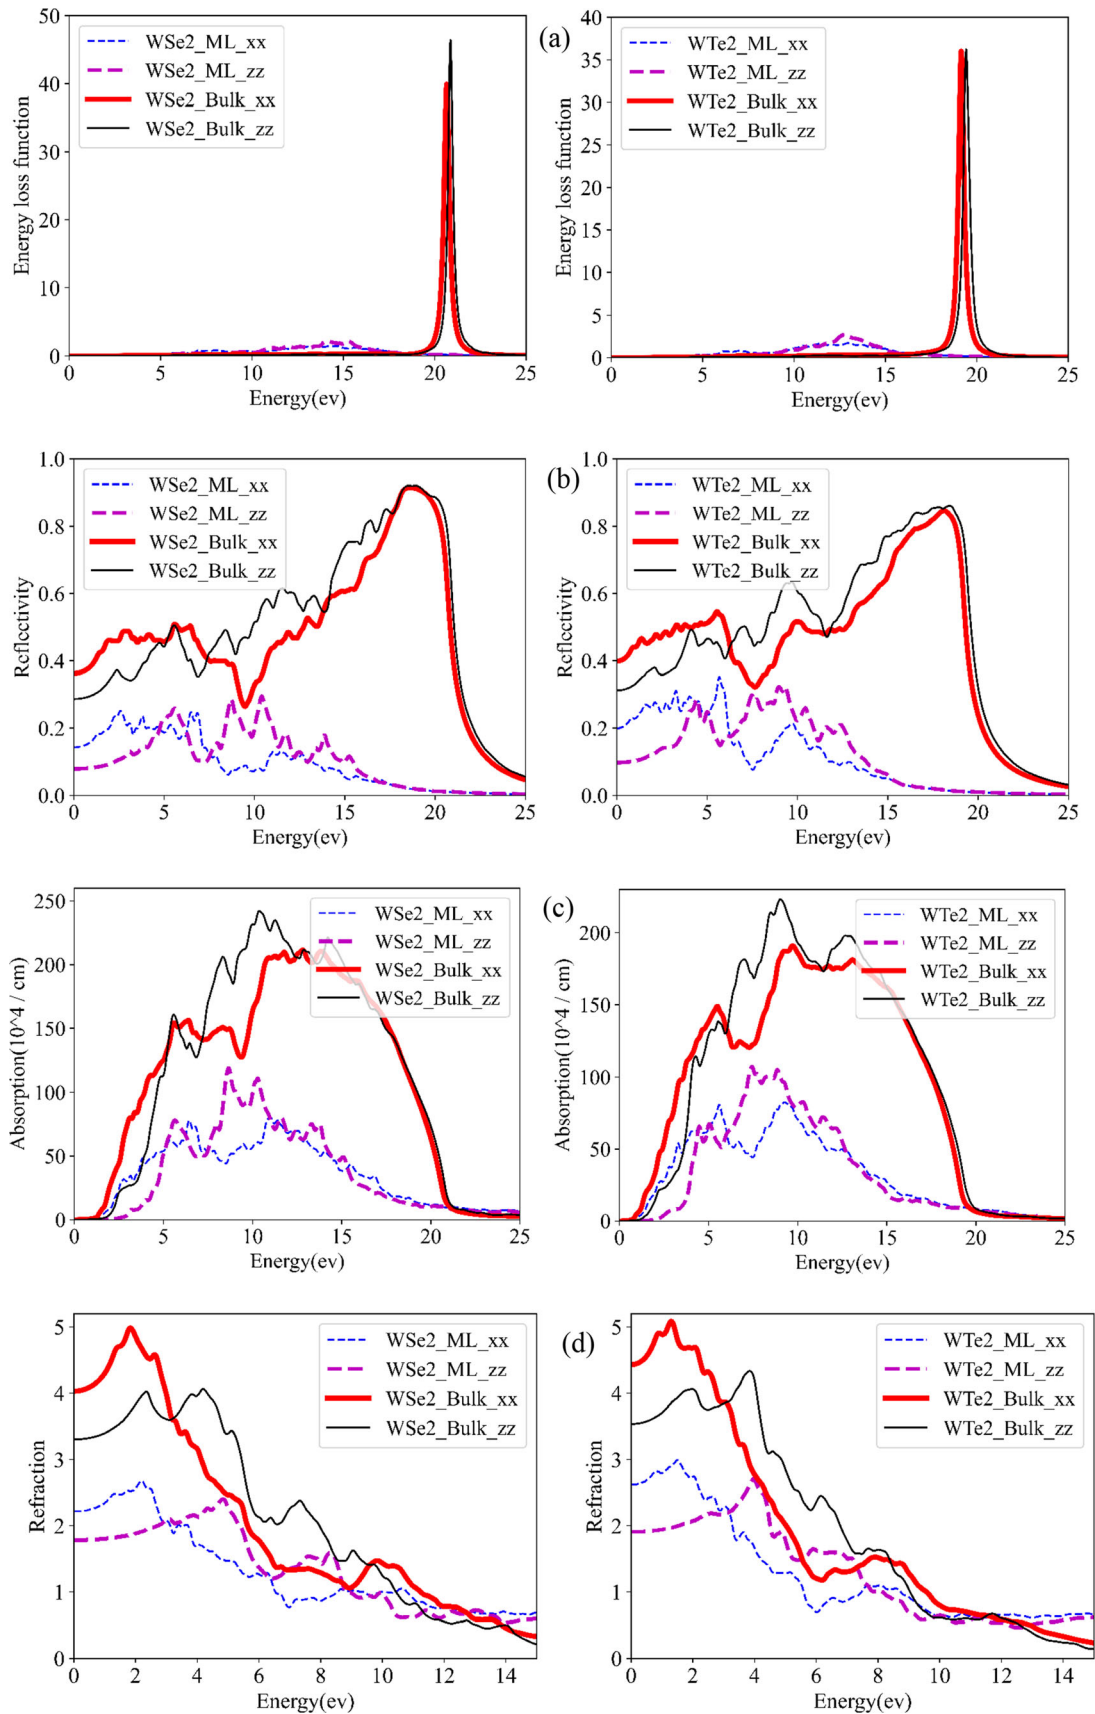 Energy loss function
50
40
30
20
10
0
WSe2_ML_xx
WSe2_ML_zz
WSe2_Bulk_xx
WSe2_Bulk_zz
0 5 10 15 20 25
Energy(ev)
(a)
Energy loss function
40
35
30
25
20
15
10
5
0
WTe2_ML_xx
WTe2_ML_zz
WTe2_Bulk_xx
WTe2_Bulk_zz
0 5 10 15 20 25
Energy(ev)
Reflectivity
1.0
0.8
0.6
0.4
0.2
0.0
WSe2_ML_xx
WSe2_ML_zz
WSe2_Bulk_xx
WSe2_Bulk_zz
0 5 10 15 20 25
Energy(ev)
(b)
Reflectivity
1.0
0.8
0.6
0.4
0.2
0.0
WTe2_ML_xx
WTe2_ML_zz
WTe2_Bulk_xx
WTe2_Bulk_zz
0 5 10 15 20 25
Energy(ev)
Absorption(10^4 / cm)
250
200
150
100
50
0
WSe2_ML_xx
WSe2_ML_zz
WSe2_Bulk_xx
WSe2_Bulk_zz
0 5 10 15 20 25
Energy(ev)
(c)
Absorption(10^4 / cm)
200
150
100
50
0
WTe2_ML_xx
WTe2_ML_zz
WTe2_Bulk_xx
WTe2_Bulk_zz
0 5 10 15 20 25
Energy(ev)
Refraction
5
4
3
2
1
0
WSe2_ML_xx
WSe2_ML_zz
WSe2_Bulk_xx
WSe2_Bulk_zz
0 2 4 6 8 10 12 14
Energy(ev)
(d)
Refraction
5
4
3
2
1
0
WTe2_ML_xx
WTe2_ML_zz
WTe2_Bulk_xx
WTe2_Bulk_zz
0 2 4 6 8 10 12 14
Energy(ev)